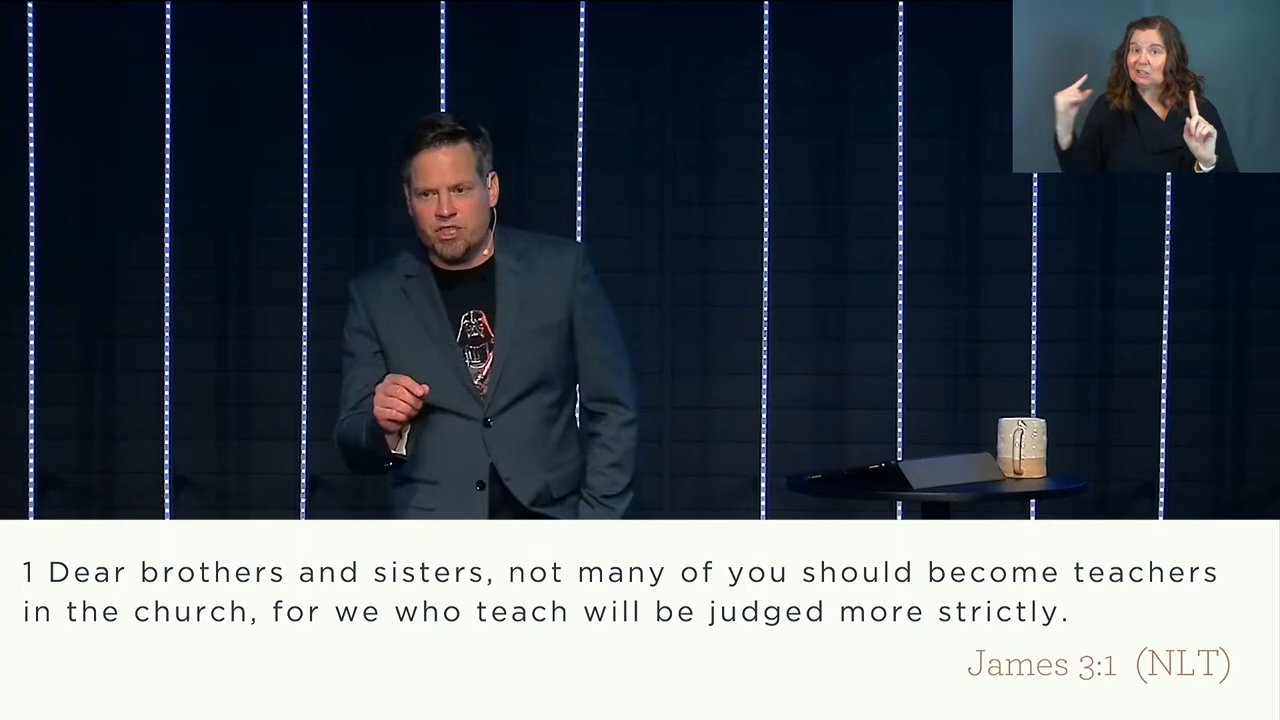 1 Dear brothers and sisters, not many of you should become teachers
in the church, for we who teach will be judged more strictly.
James 3:1 (NLT)